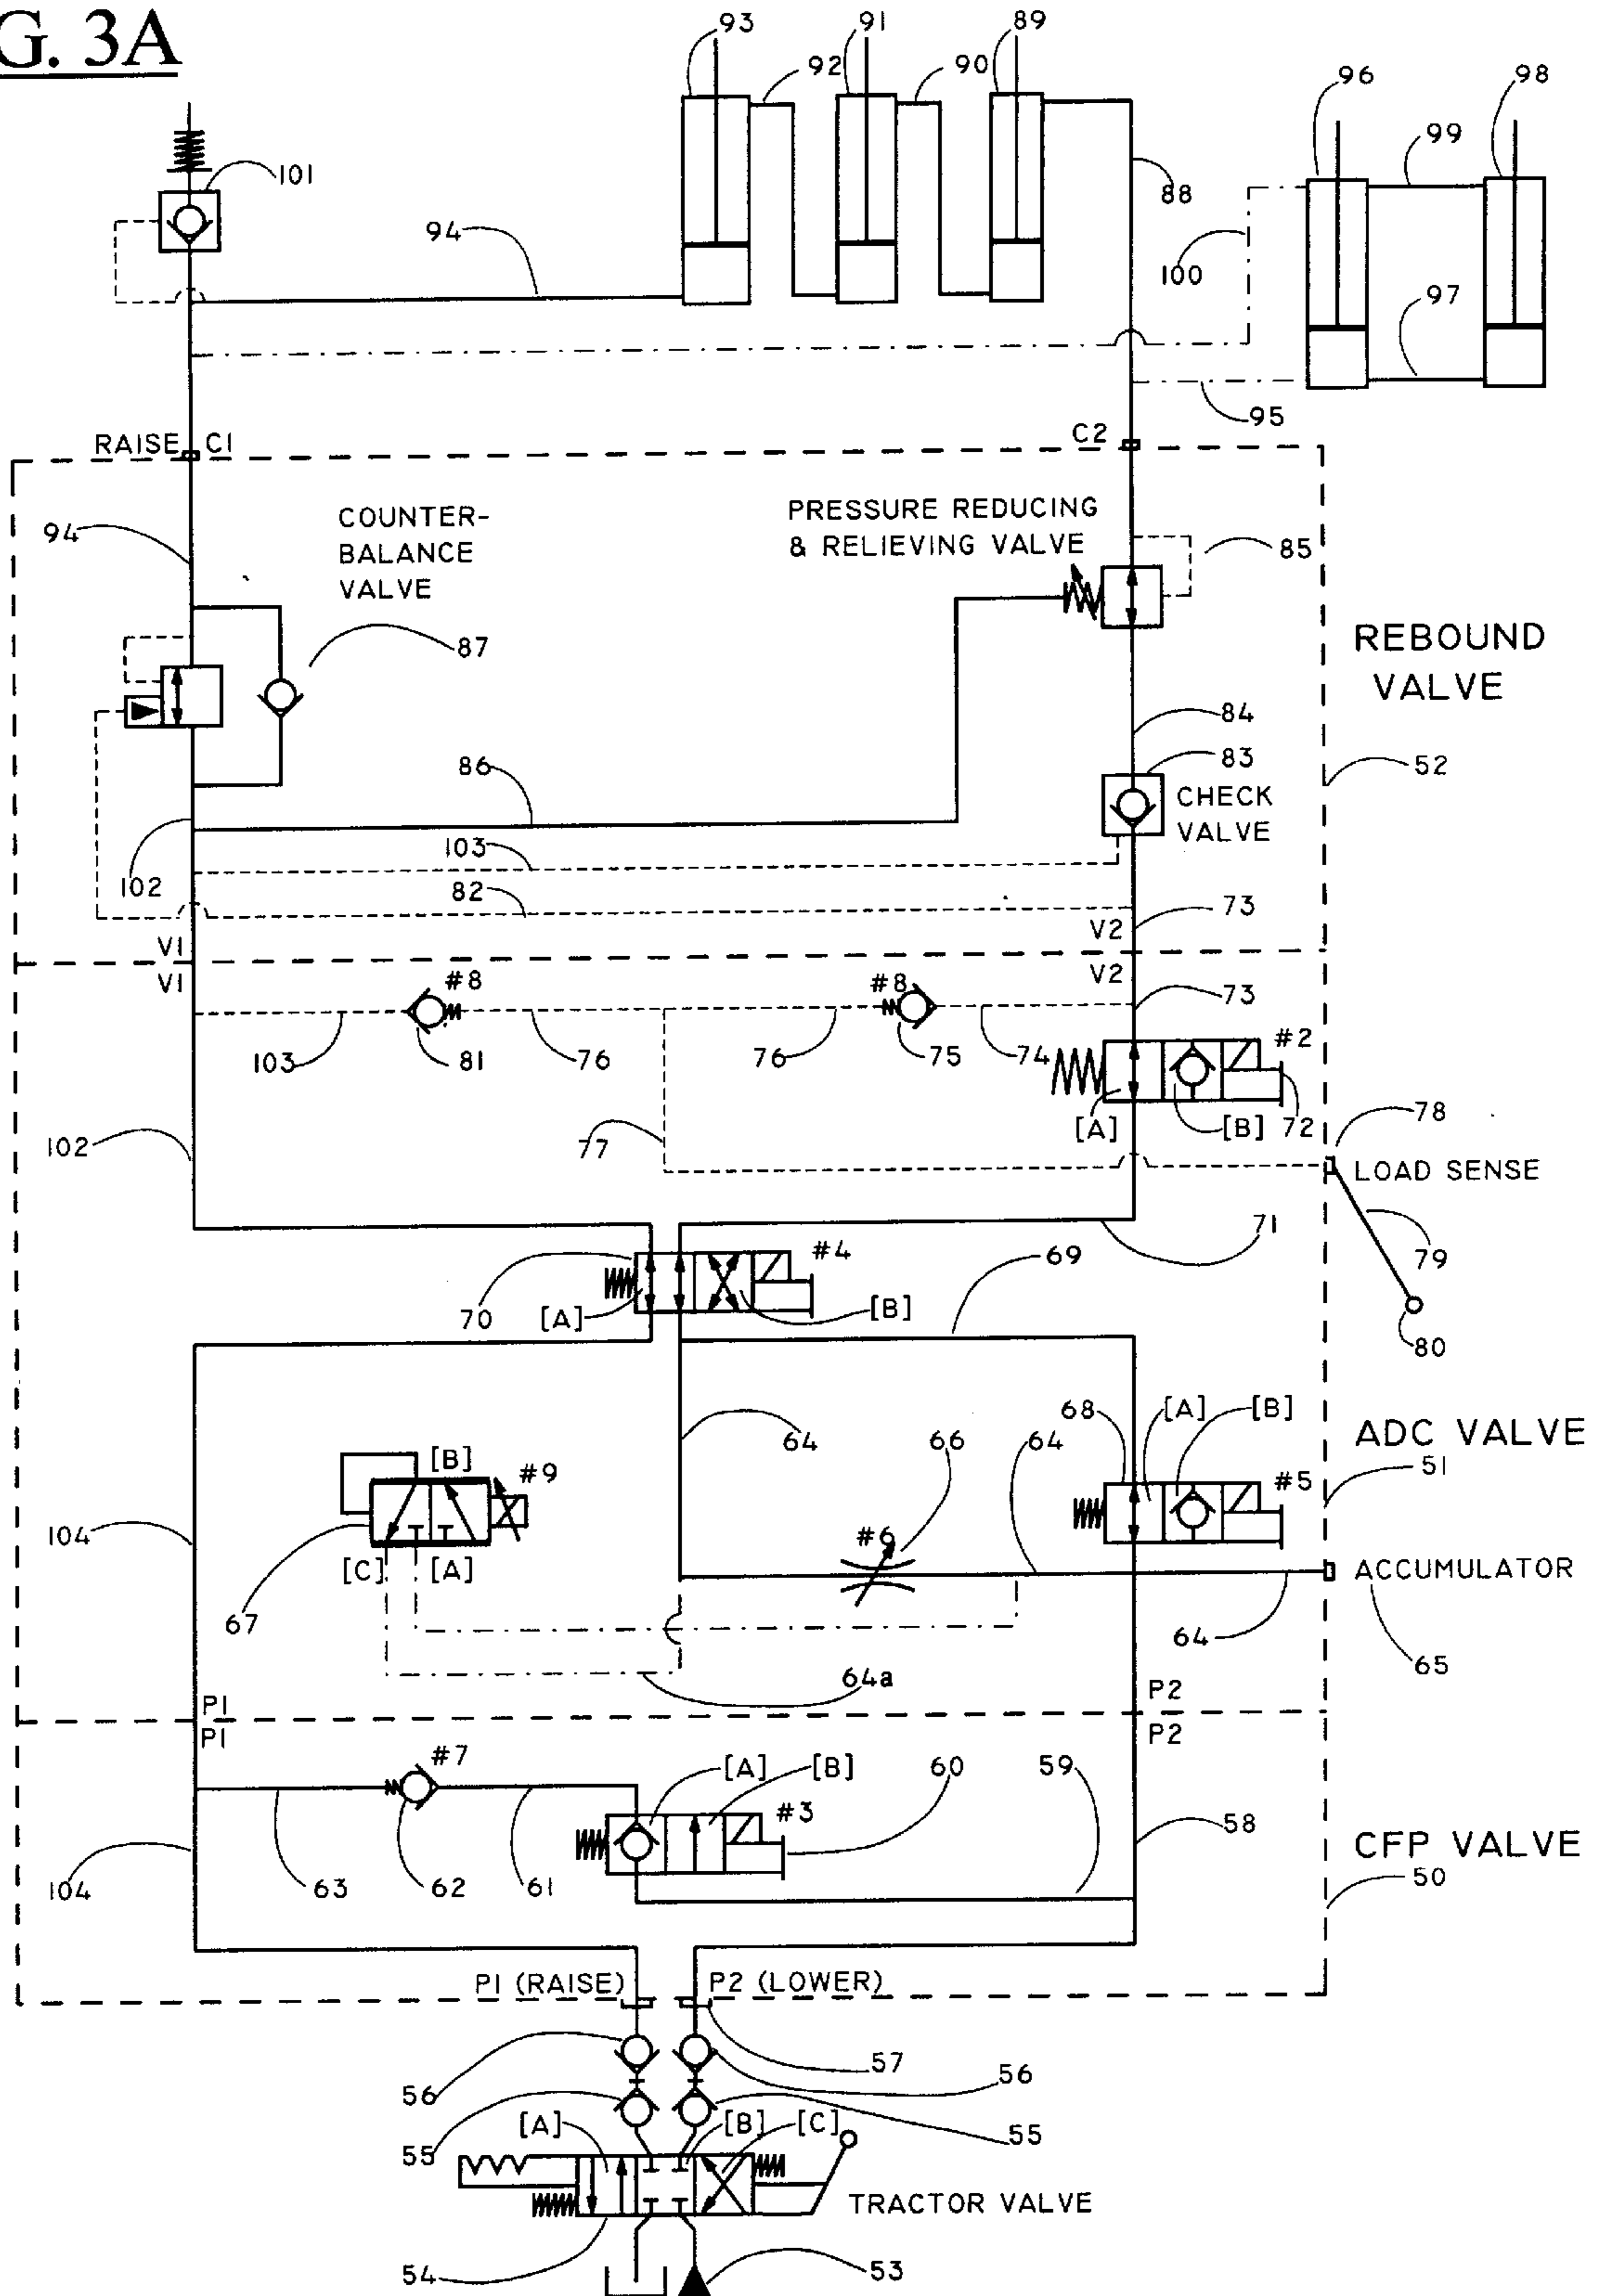 G. 3A
93
91
89
92
90
96
98
99
101
88
94
100
97
95
RAISE C1
C2
94
COUNTER-
BALANCE
VALVE
PRESSURE REDUCING
& RELIEVING VALVE
85
REBOUND
VALVE
87
84
83
86
CHECK
VALVE
52
103
102
82
73
V1
V2
V1
V2
#8
#8
73
103
81
76
76
75
74
#2
[A]
[B]
72
78
102
77
LOAD SENSE
71
79
#4
69
70
[A]
[B]
80
64
66
64
68
[A]
[B]
ADC VALVE
51
[B]
#9
#5
104
#6
[C]
[A]
ACCUMULATOR
67
64
65
64a
P1
P2
P1
P2
#7
[A]
[B]
60
59
#3
58
CFP VALVE
50
104
63
62
61
P1 (RAISE)
P2 (LOWER)
57
56
56
[A]
[B]
[C]
55
55
TRACTOR VALVE
54
53